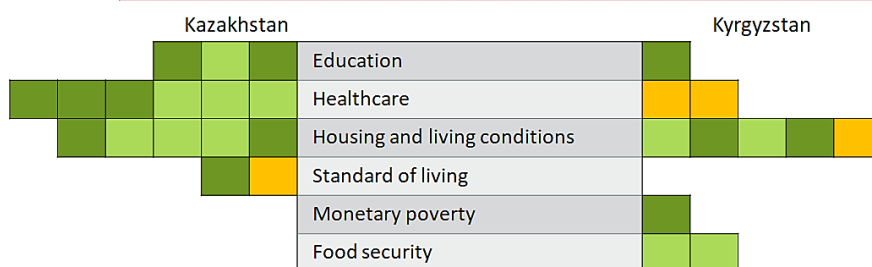 Kazakhstan
Kyrgyzstan
Education
Healthcare
Housing and living conditions
Standard of living
Monetary poverty
Food security